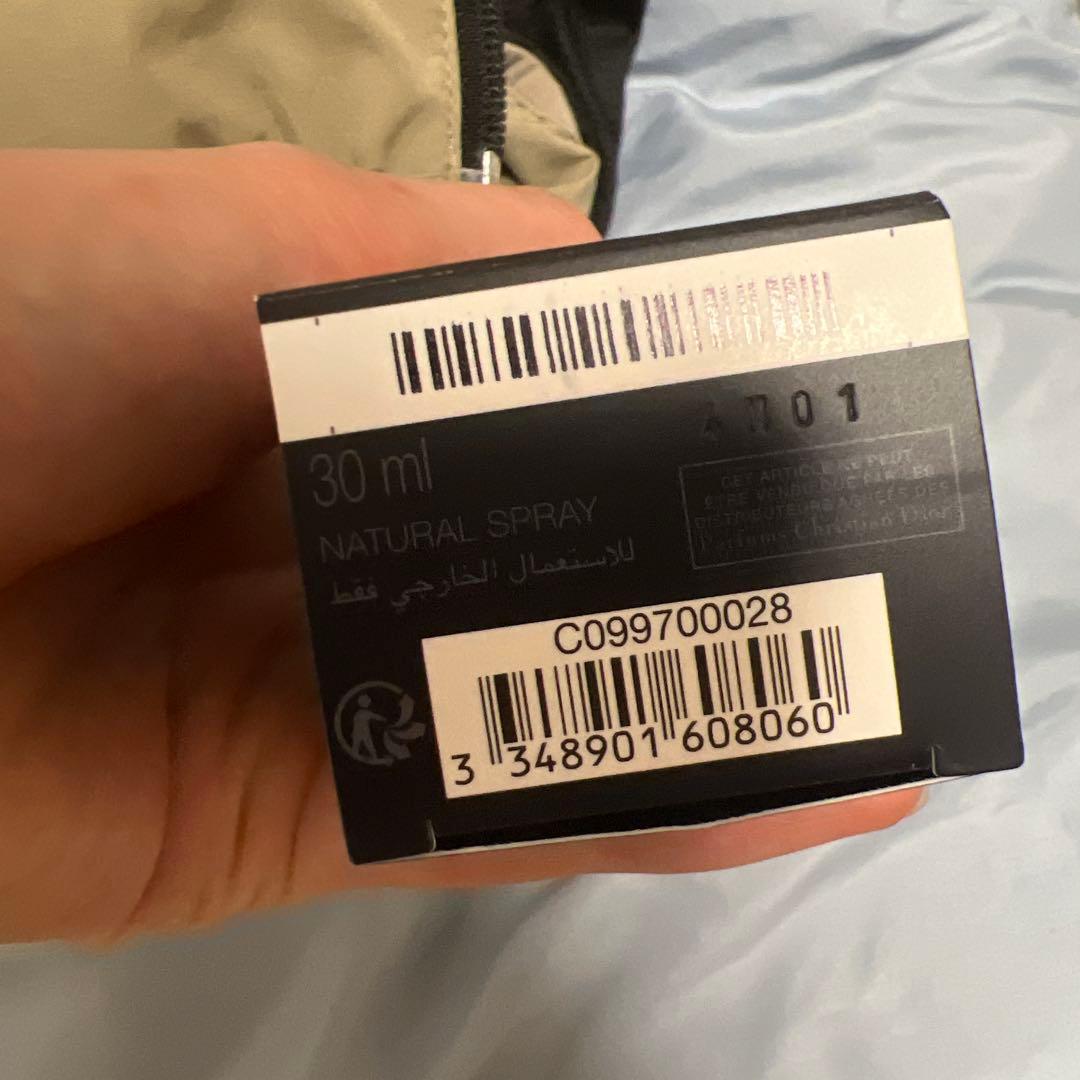 01
30 ml
NATURAL SPRAY
للاستعمال الخارجي فقط
CET ARTICLE NE PEUT
ÊTRE VENDU QUE PAR LES
DISTRIBUTEURS AGRÉÉS DES
Parfums Christian Dior
C099700028
3 348901 608060